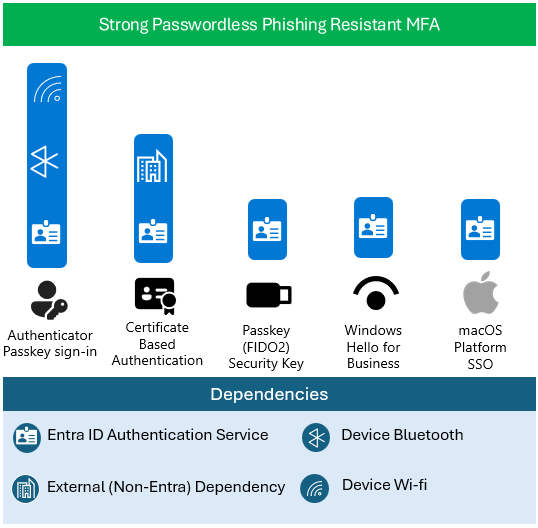 Strong Passwordless Phishing Resistant MFA
Authenticator
Passkey sign-in
Certificate
Based
Authentication
Passkey
(FIDO2)
Security Key
Windows
Hello for
Business
macOS
Platform
SSO
Dependencies
Entra ID Authentication Service
Device Bluetooth
External (Non-Entra) Dependency
Device Wi-fi